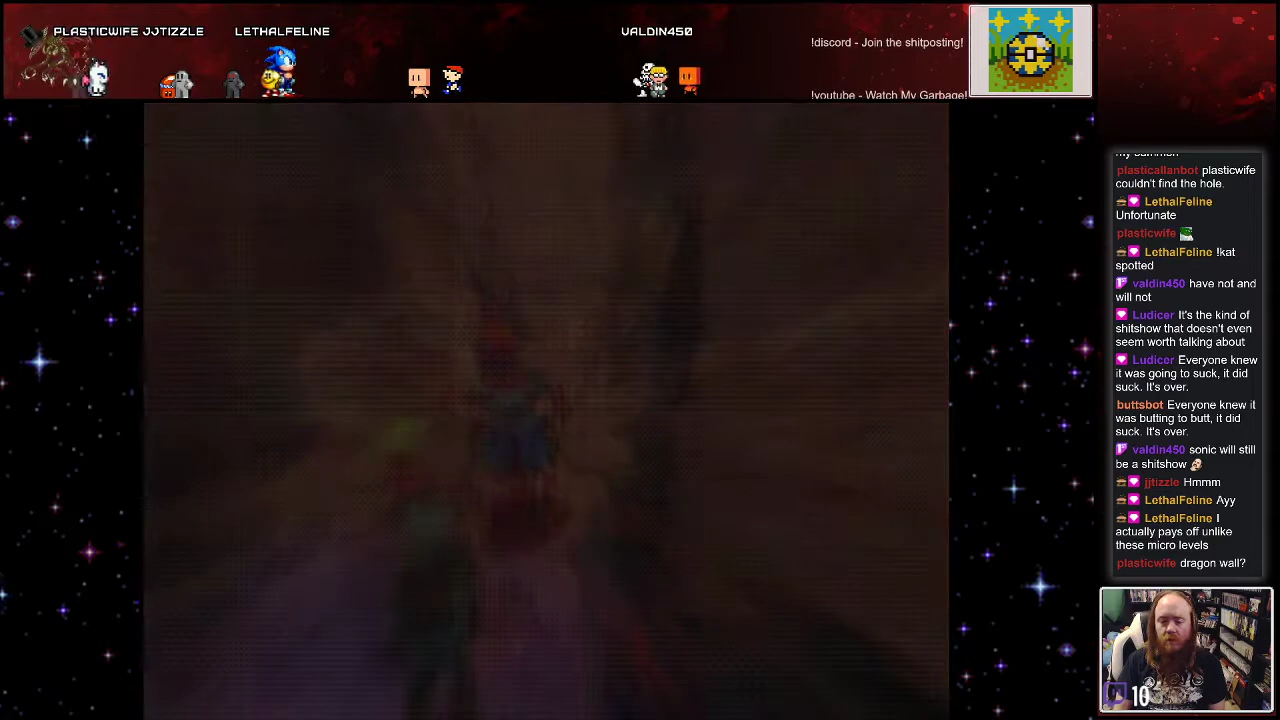 PLASTICWIFE JJTIZZLE
LETHALFELINE
VALDIN450
!discord - Join the shitposting!
!youtube - Watch My Garbage!
my summon
plasticallanbot plasticwife
couldn't find the hole.
LethalFeline
Unfortunate
plasticwife
LethalFeline !kat
spotted
valdin450 have not and
will not
Ludicer It's the kind of
shitshow that doesn't even
seem worth talking about
Ludicer Everyone knew
it was going to suck, it did
suck. It's over.
buttsbot Everyone knew it
was butting to butt, it did
suck. It's over.
valdin450 sonic will still
be a shitshow
jjtizzle Hmmm
LethalFeline Ayy
LethalFeline I
actually pays off unlike
these micro levels
plasticwife dragon wall?
10